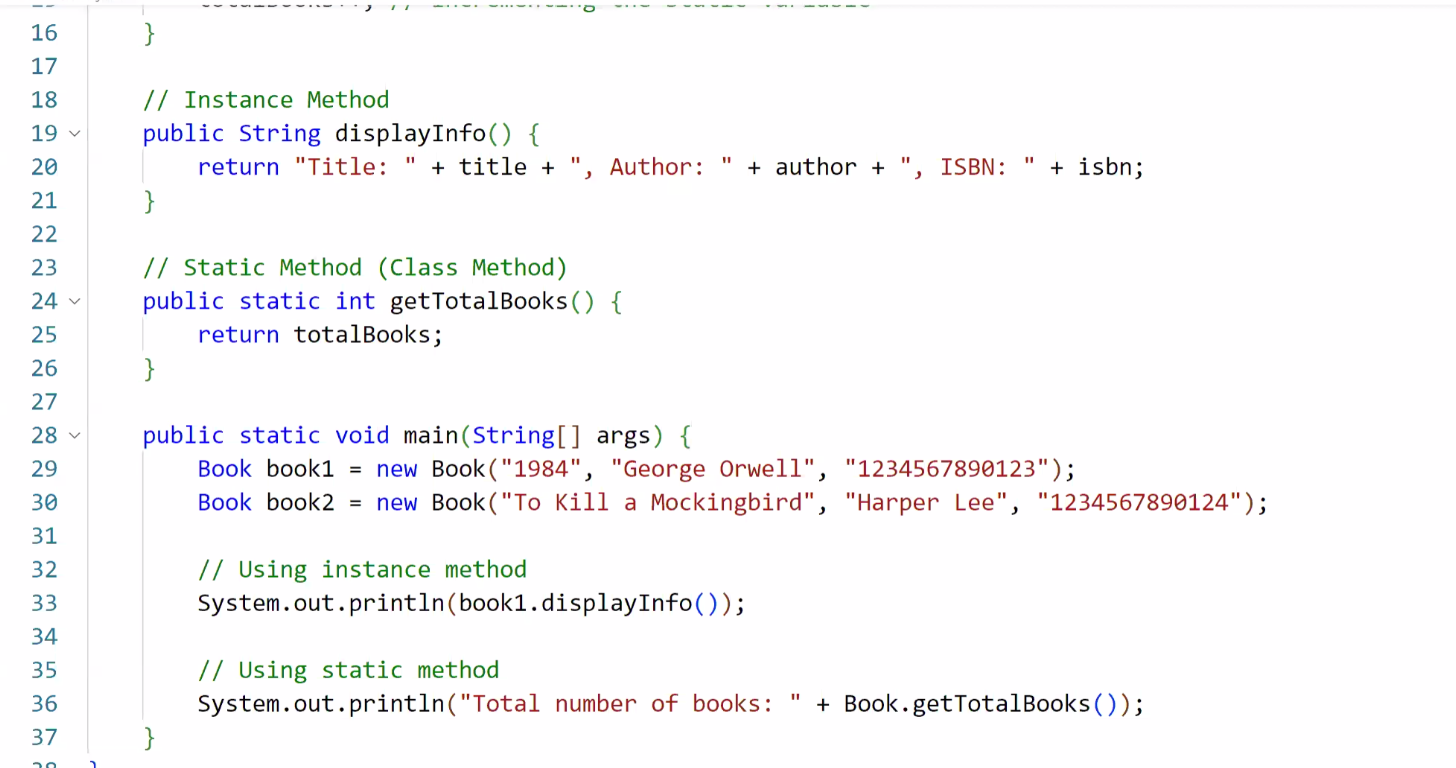 totalBooks++; // Incrementing the static variable
16 }
17
18 // Instance Method
19 public String displayInfo() {
20 return "Title: " + title + ", Author: " + author + ", ISBN: " + isbn;
21 }
22
23 // Static Method (Class Method)
24 public static int getTotalBooks() {
25 return totalBooks;
26 }
27
28 public static void main(String[] args) {
29 Book book1 = new Book("1984", "George Orwell", "1234567890123");
30 Book book2 = new Book("To Kill a Mockingbird", "Harper Lee", "1234567890124");
31
32 // Using instance method
33 System.out.println(book1.displayInfo());
34
35 // Using static method
36 System.out.println("Total number of books: " + Book.getTotalBooks());
37 }